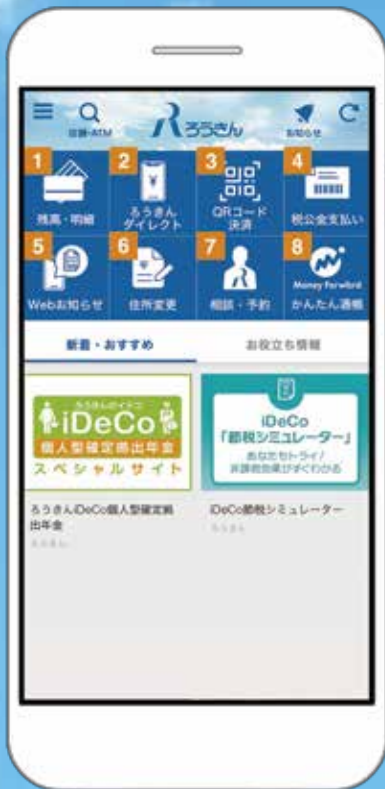 店舗・ATM
ろうきん
お知らせ
1
2
3
4
残高・明細
ろうきん
ダイレクト
QRコード
決済
税公金支払い
5
6
7
8
Money Forward
Webお知らせ
住所変更
相談・予約
かんたん通帳
新着・おすすめ
お役立ち情報
ろうきんのイデコ
iDeCo
個人型確定拠出年金
スペシャルサイト
iDeCo
「節税シミュレーター」
あなたもトライ!
非課税効果がすぐわかる
ろうきんiDeCo個人型確定拠
出年金
ろうきん
iDeCo節税シミュレーター
ろうきん